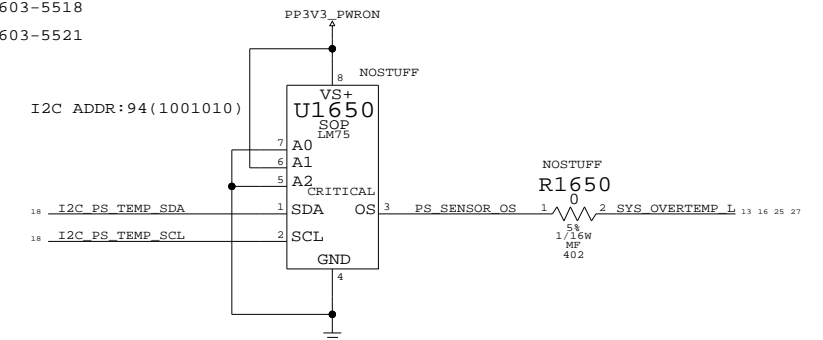 603-5518
PP3V3_PWRON
603-5521
8 NOSTUFF
VS+
I2C ADDR:94(1001010)
U1650
SOP
LM75
7 A0
6 A1
5 A2
CRITICAL
NOSTUFF
R1650
0
18 I2C_PS_TEMP_SDA 1 SDA OS 3 PS_SENSOR_OS 1 2 SYS_OVERTEMP_L 13 16 25 27
5%
1/16W
MF
402
18 I2C_PS_TEMP_SCL 2 SCL
GND
4